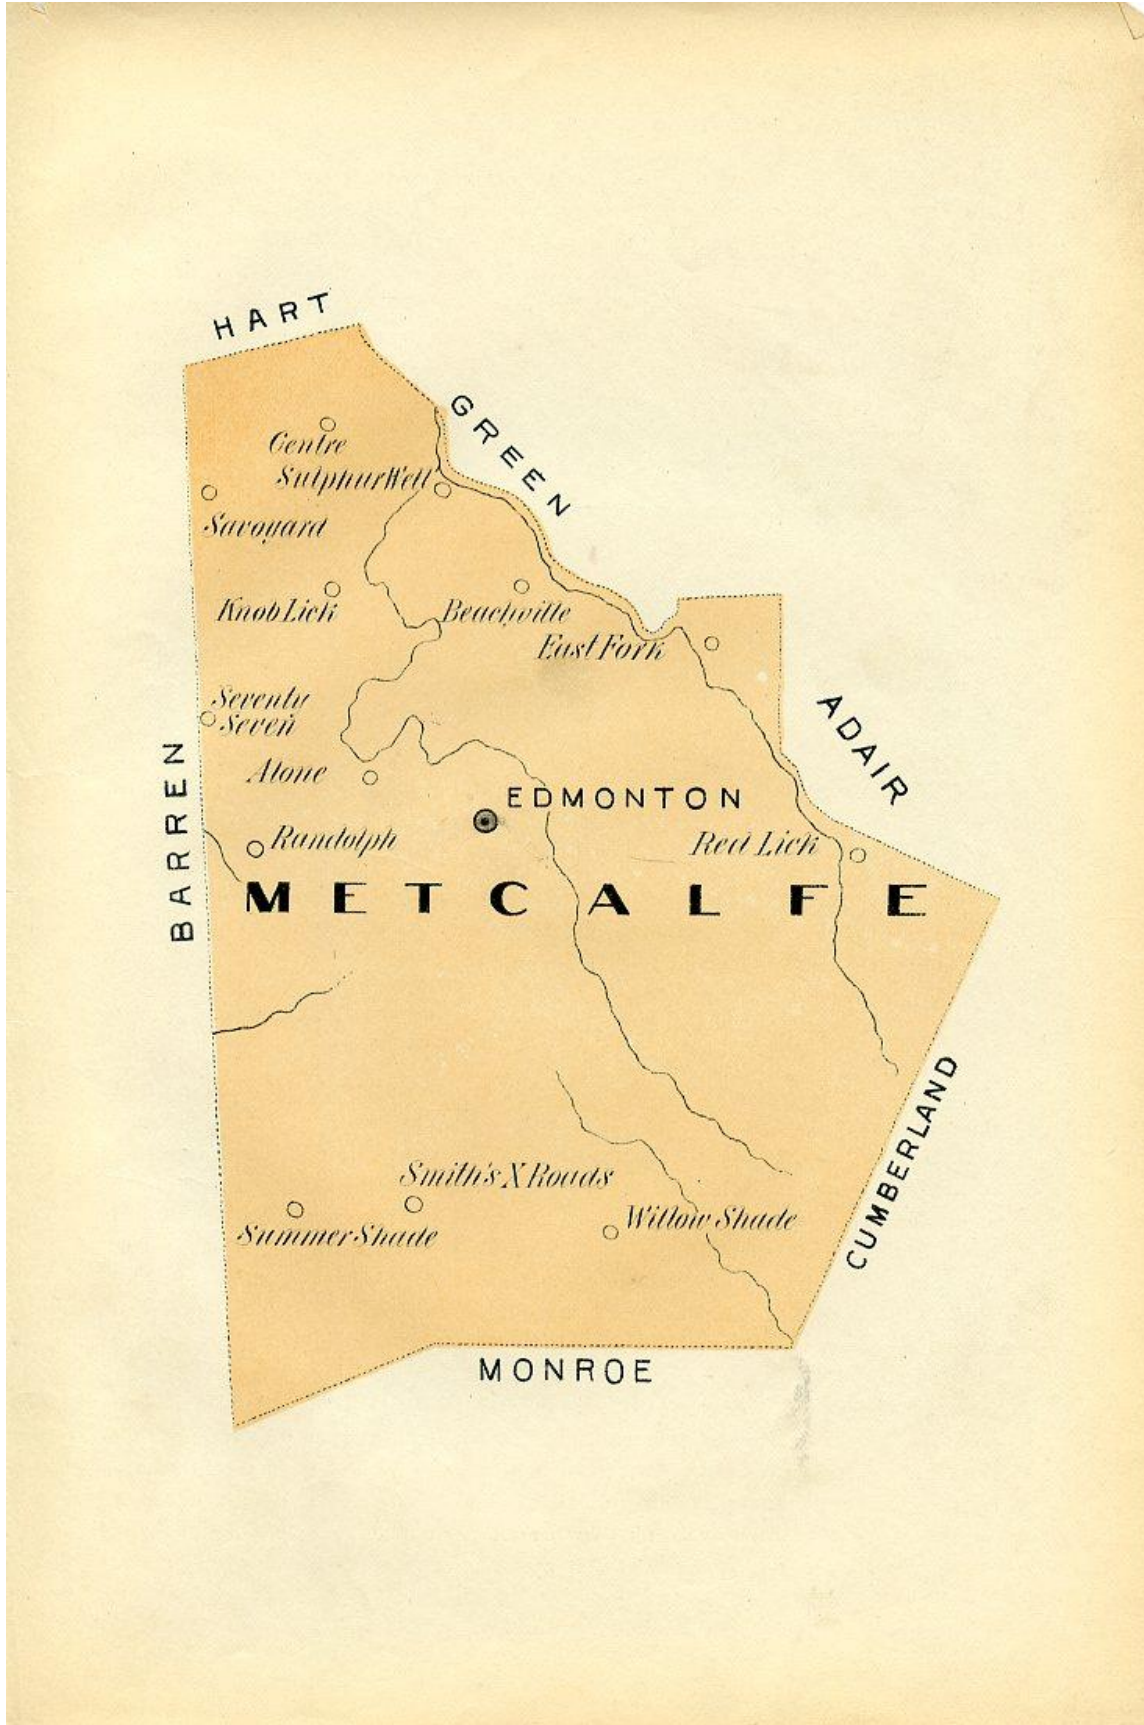 HART
GREEN
Centre
Sulphur Well
Savoyard
Knob Lick
Beachville
East Fork
Seventy
Seven
ADAIR
BARREN
Alone
EDMONTON
Randolph
Red Lick
METCALFE
CUMBERLAND
Smith's X Roads
Summer Shade
Willow Shade
MONROE